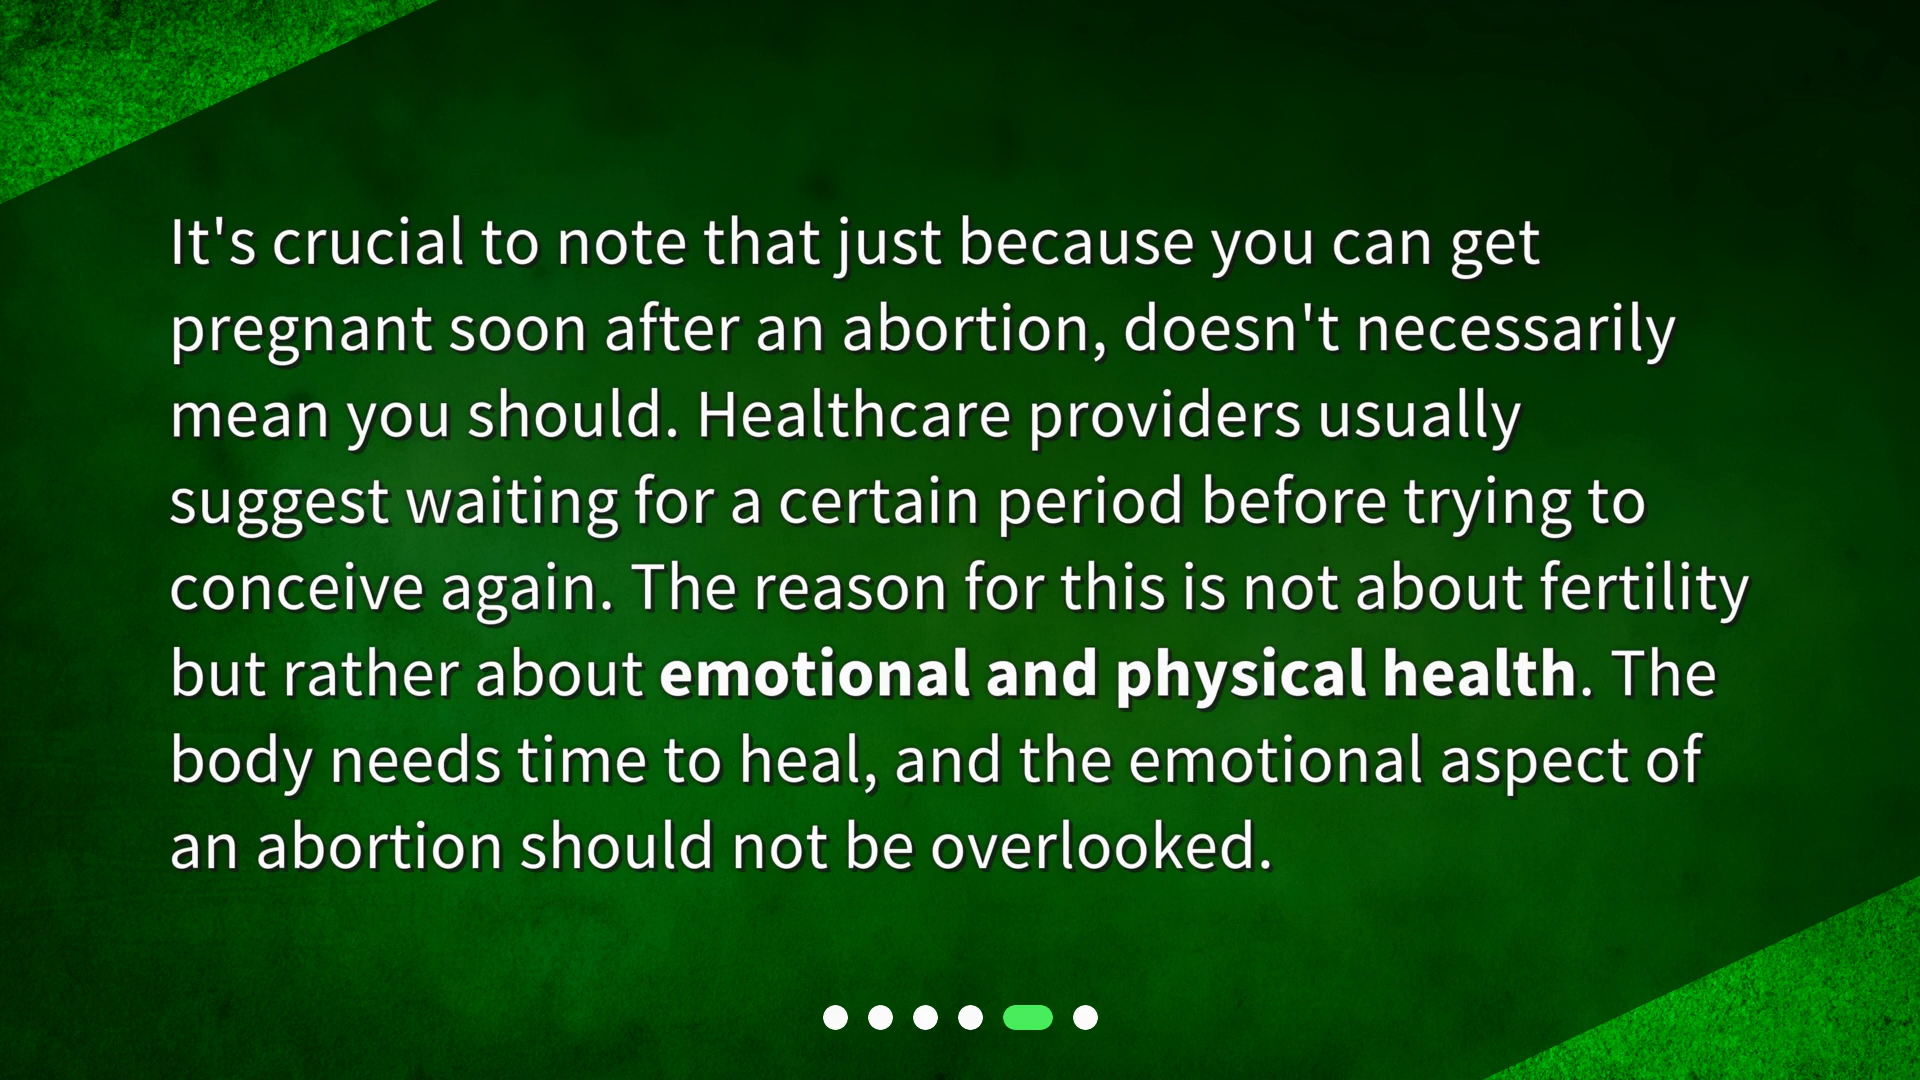 It's crucial to note that just because you can get
pregnant soon after an abortion, doesn't necessarily
mean you should. Healthcare providers usually
suggest waiting for a certain period before trying to
conceive again. The reason for this is not about fertility
but rather about emotional and physical health. The
body needs time to heal, and the emotional aspect of
an abortion should not be overlooked.